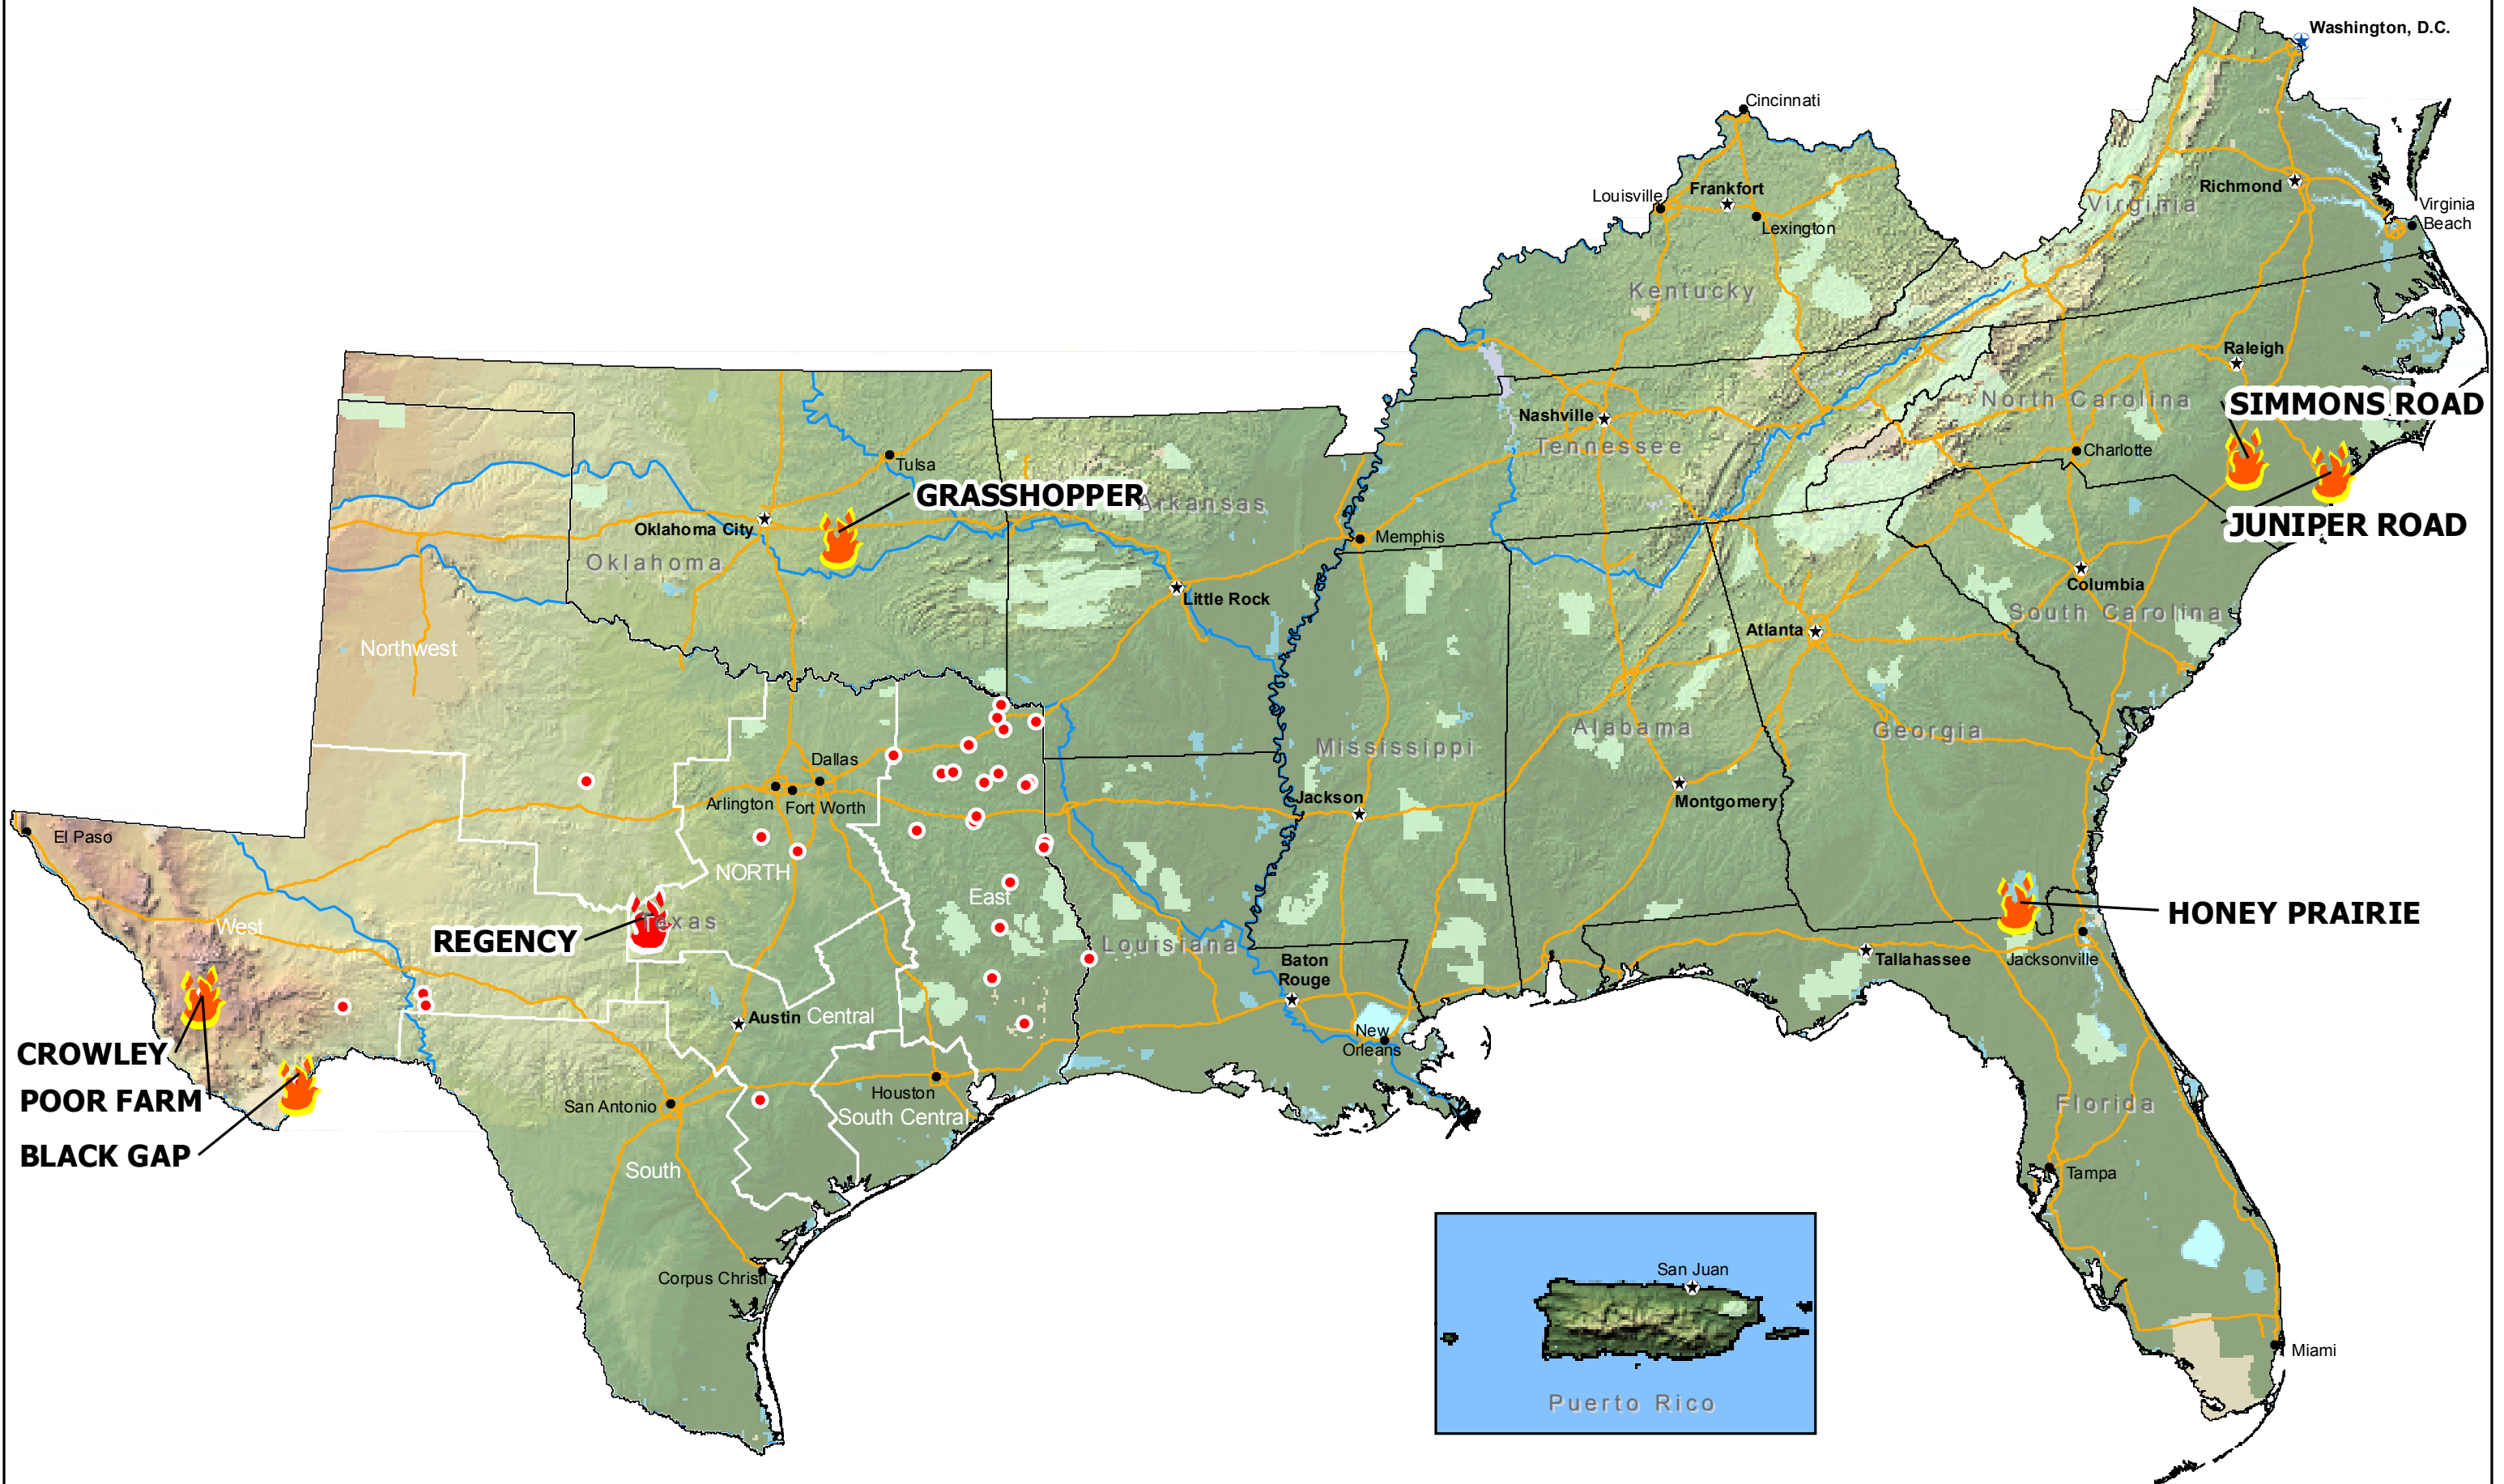 Washington, D.C.
Cincinnati
Louisville
Frankfort
Lexington
Richmond
Virginia
Virginia
Beach
Kentucky
Raleigh
North Carolina
SIMMONS ROAD
Nashville
Tennessee
Charlotte
Tulsa
GRASSHOPPER
Arkansas
Oklahoma City
Oklahoma
Memphis
JUNIPER ROAD
Little Rock
Columbia
South Carolina
Northwest
Atlanta
Alabama
Georgia
Mississippi
Dallas
Arlington
Fort Worth
Jackson
Montgomery
El Paso
NORTH
East
West
Texas
REGENCY
Louisiana
HONEY PRAIRIE
Baton
Rouge
Tallahassee
Jacksonville
Austin
Central
New
Orleans
CROWLEY
POOR FARM
BLACK GAP
San Antonio
Houston
South Central
South
Florida
Tampa
Corpus Christi
San Juan
Puerto Rico
Miami